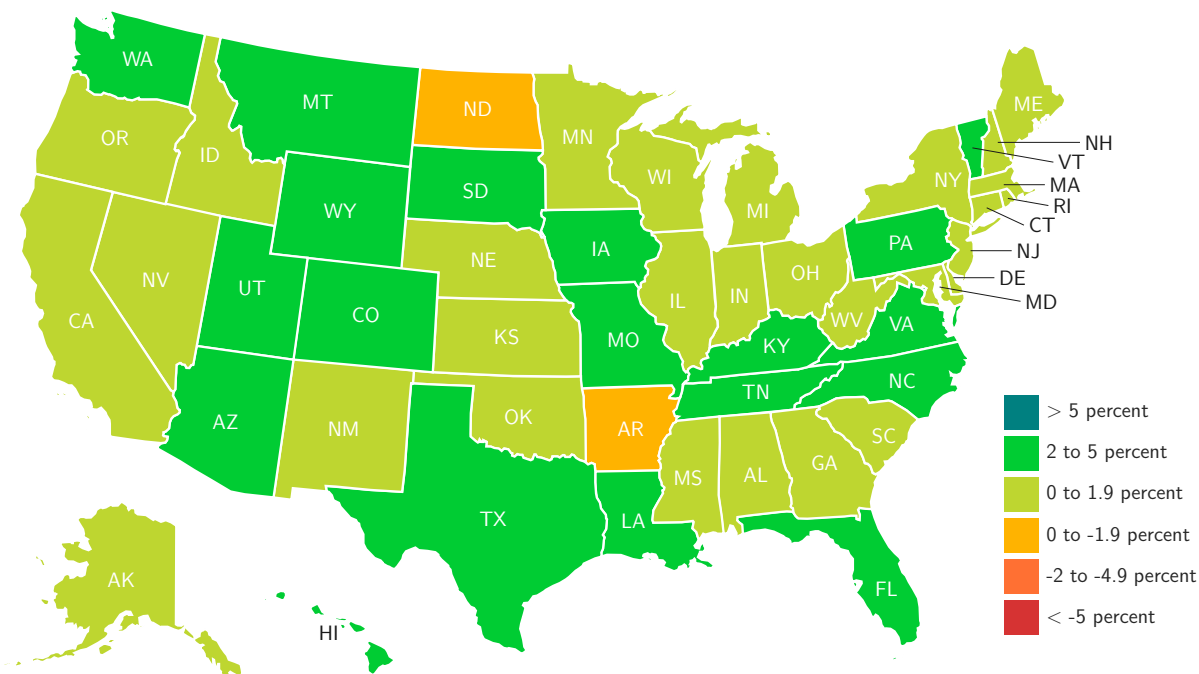 WA
MT
ND
MN
ME
OR
ID
SD
WI
NY
NH
VT
MA
RI
CT
WY
MI
IA
PA
NJ
NE
NV
UT
CO
IL
IN
OH
DE
MD
CA
KS
MO
WV
VA
KY
TN
NC
AZ
NM
OK
AR
SC
MS
AL
GA
TX
LA
FL
AK
HI
> 5 percent
2 to 5 percent
0 to 1.9 percent
0 to -1.9 percent
-2 to -4.9 percent
< -5 percent